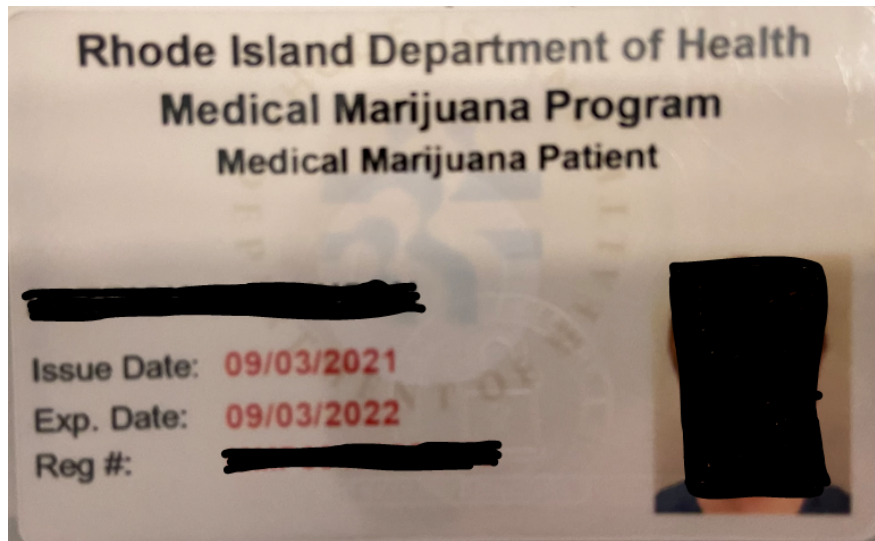 Rhode Island Department of Health
Medical Marijuana Program
Medical Marijuana Patient
Issue Date: 09/03/2021
Exp. Date: 09/03/2022
Reg #: